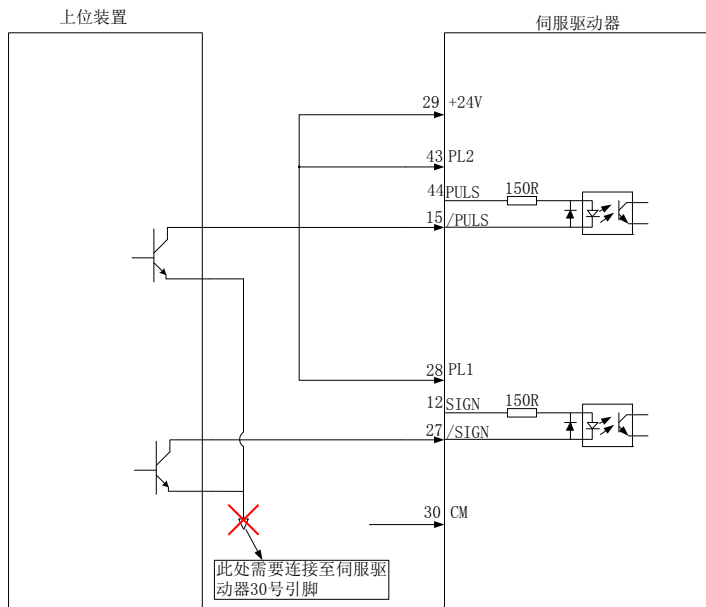 上位装置
伺服驱动器
29 +24V
43 PL2
44 PULS 150R
15 /PULS
28 PL1
12 SIGN 150R
27 /SIGN
30 CM
此处需要连接至伺服驱
动器30号引脚